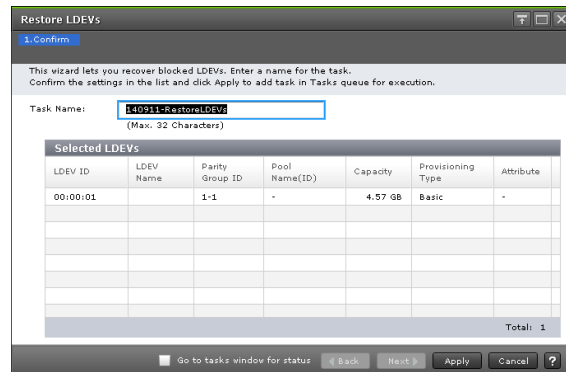 Restore LDEVs
1.Confirm
This wizard lets you recover blocked LDEVs. Enter a name for the task.
Confirm the settings in the list and click Apply to add task in Tasks queue for execution.
Task Name: 140911-RestoreLDEVs
(Max. 32 Characters)
Selected LDEVs
LDEV ID LDEV Name Parity Group ID Pool Name(ID) Capacity Provisioning Type Attribute
00:00:01 1-1 - 4.57 GB Basic -
Total: 1
Go to tasks window for status Back Next Apply Cancel ?